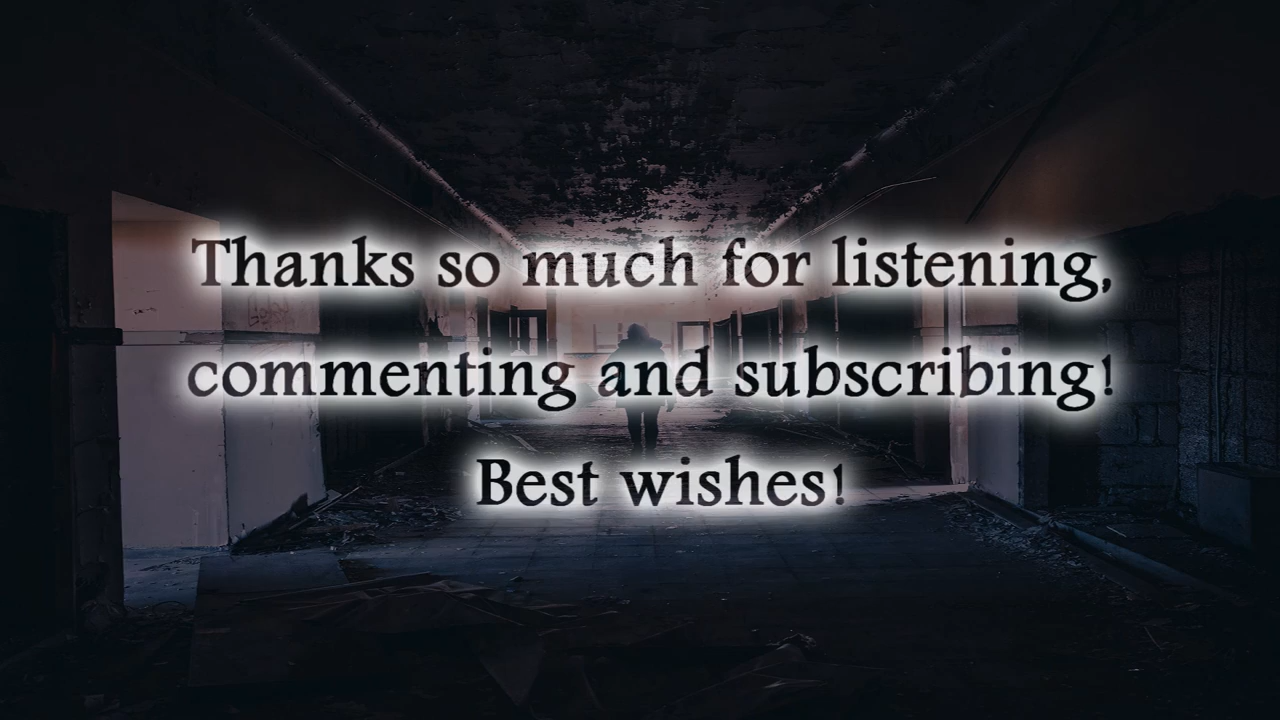 Thanks so much for listening,
commenting and subscribing!
Best wishes!